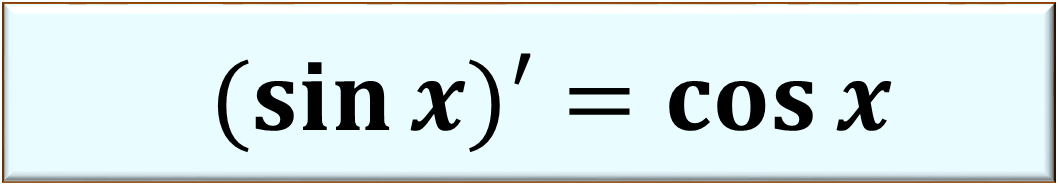 (sin x)′ = cos x